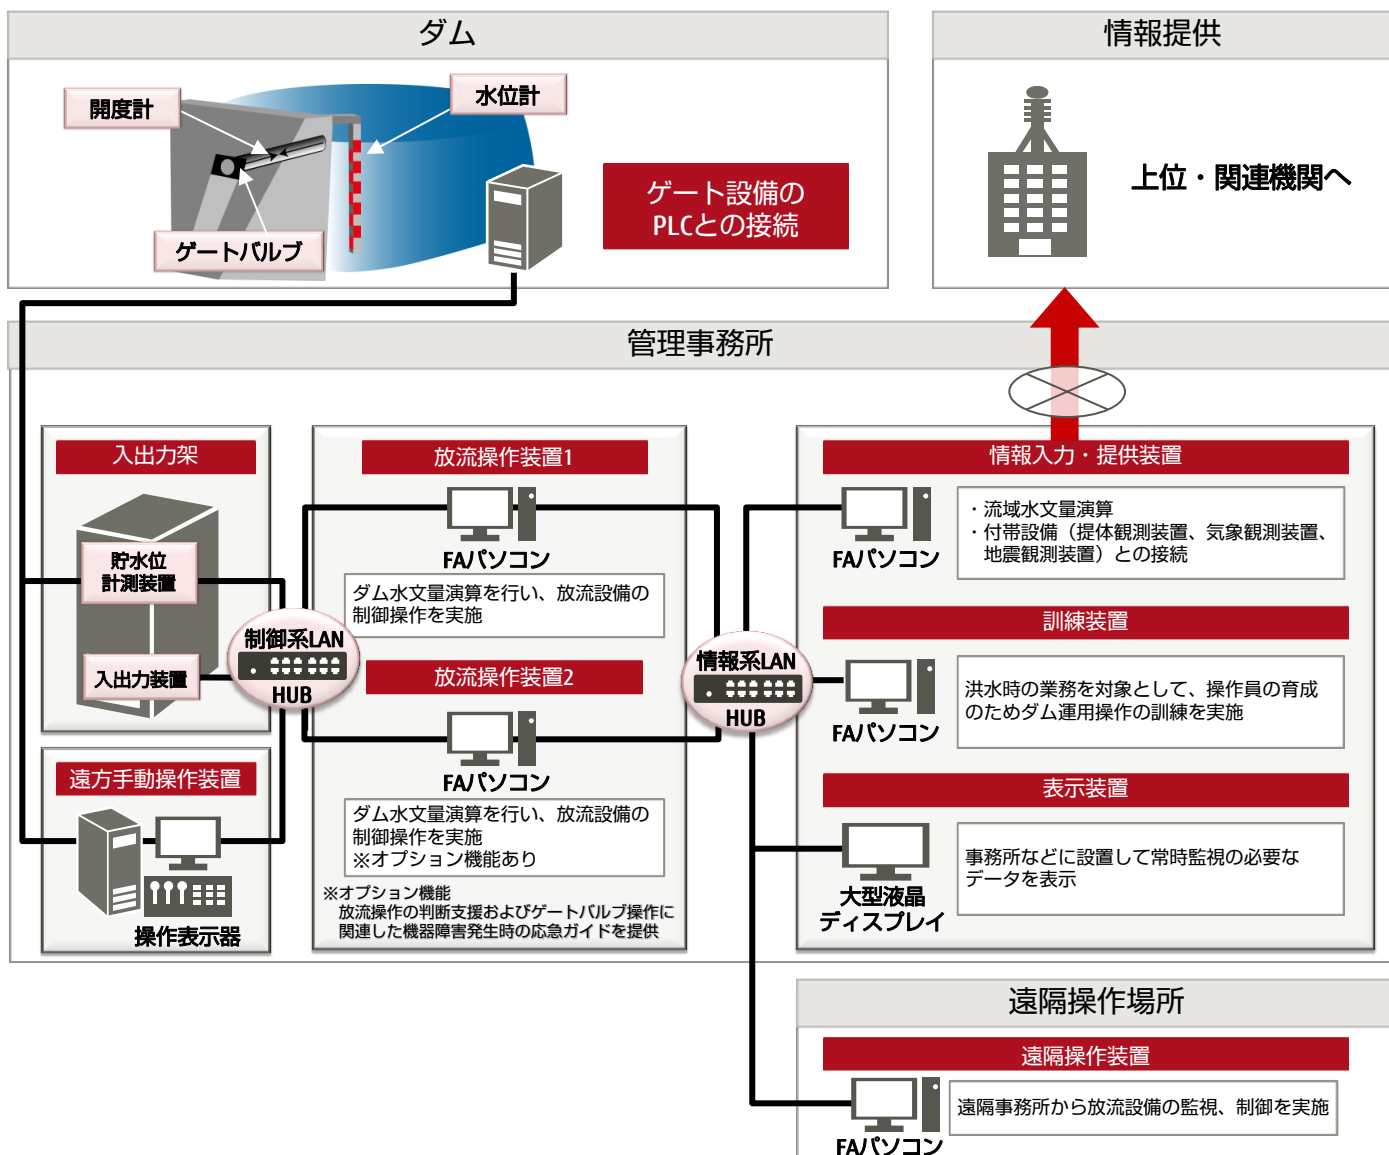 ダム
開度計
水位計
ゲートバルブ
ゲート設備の
PLCとの接続
情報提供
上位・関連機関へ
管理事務所
入出力架
貯水位
計測装置
入出力装置
遠方手動操作装置
操作表示器
制御系LAN
HUB
放流操作装置1
FAパソコン
ダム水文量演算を行い、放流設備の
制御操作を実施
放流操作装置2
FAパソコン
ダム水文量演算を行い、放流設備の
制御操作を実施
※オプション機能あり
※オプション機能
放流操作の判断支援およびゲートバルブ操作に
関連した機器障害発生時の応急ガイドを提供
情報系LAN
HUB
情報入力・提供装置
FAパソコン
・流域水文量演算
・付帯設備（提体観測装置、気象観測装置、
地震観測装置）との接続
訓練装置
FAパソコン
洪水時の業務を対象として、操作員の育成
のためダム運用操作の訓練を実施
表示装置
大型液晶
ディスプレイ
事務所などに設置して常時監視の必要な
データを表示
遠隔操作場所
遠隔操作装置
FAパソコン
遠隔事務所から放流設備の監視、制御を実施